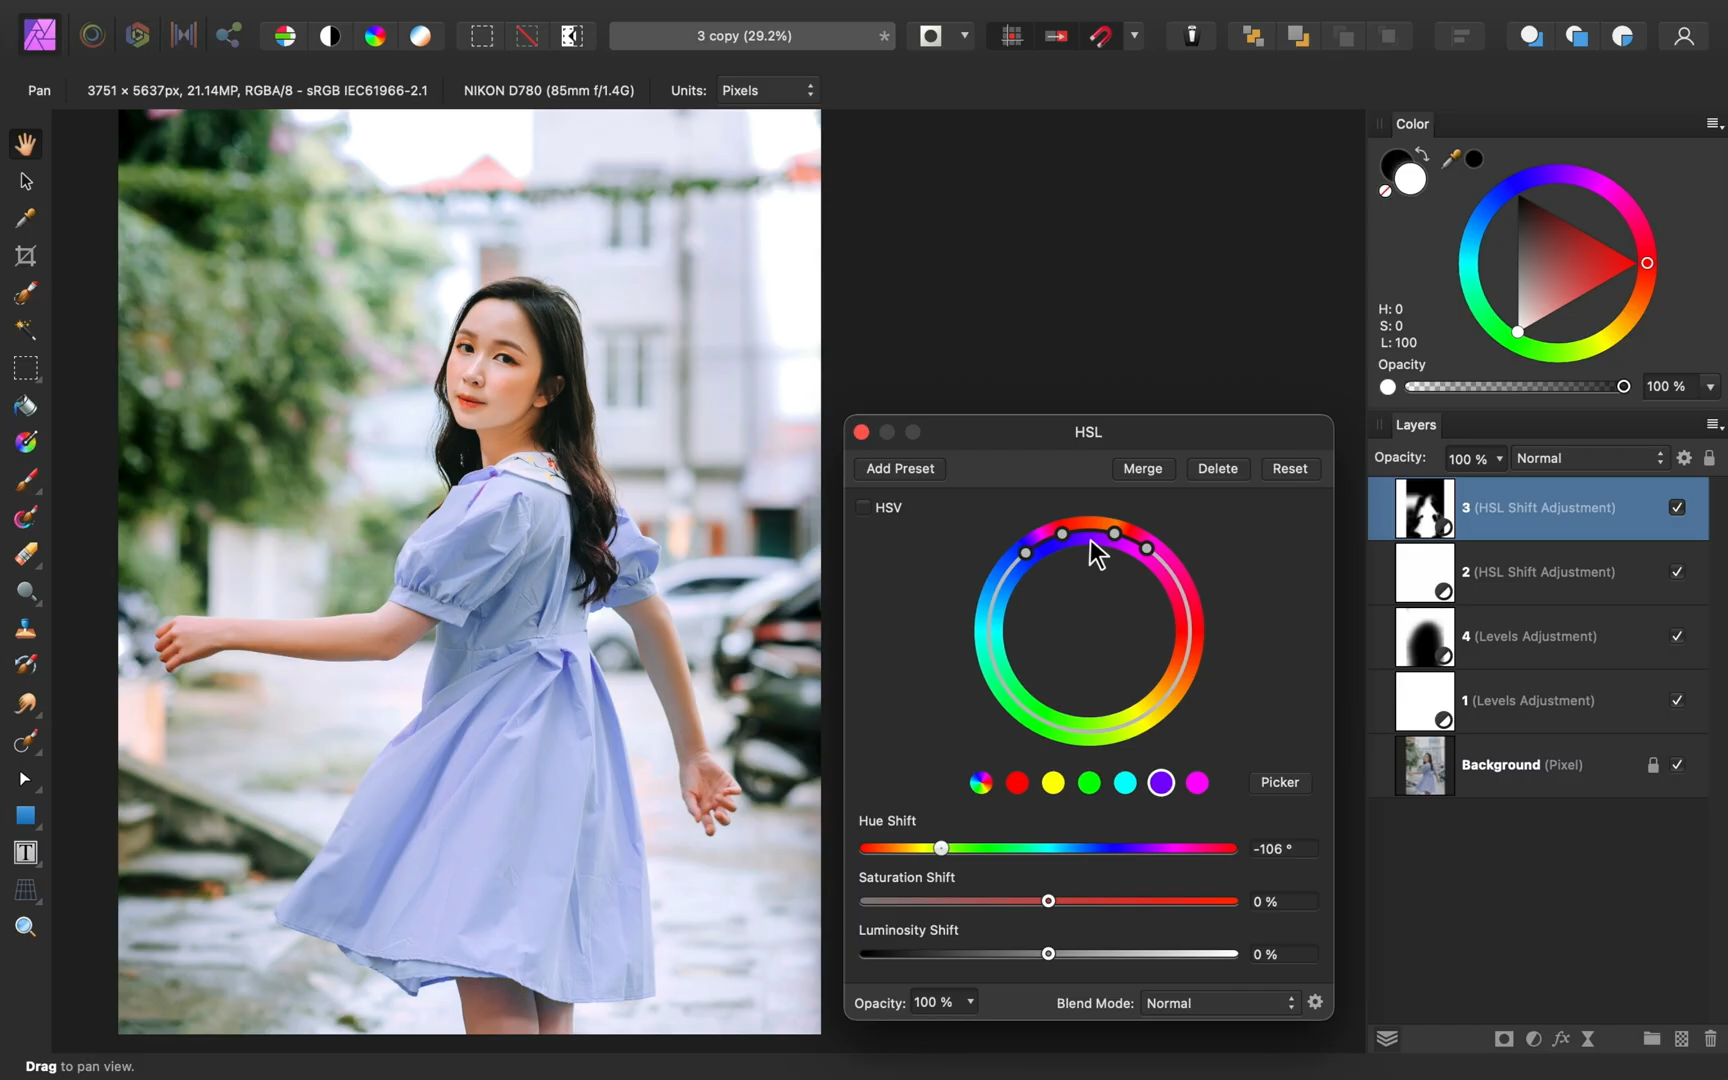 3 copy (29.2%)
*
Pan
3751 × 5637px, 21.14MP, RGBA/8 - sRGB IEC61966-2.1
NIKON D780 (85mm f/1.4G)
Units: Pixels
Color
H: 0
S: 0
L: 100
Opacity
100 %
Layers
Opacity: 100 % Normal
3 (HSL Shift Adjustment)
2 (HSL Shift Adjustment)
4 (Levels Adjustment)
1 (Levels Adjustment)
Background (Pixel)
HSL
Add Preset Merge Delete Reset
HSV
Picker
Hue Shift
-106 °
Saturation Shift
0 %
Luminosity Shift
0 %
Opacity: 100 % Blend Mode: Normal
T
fx
Drag to pan view.